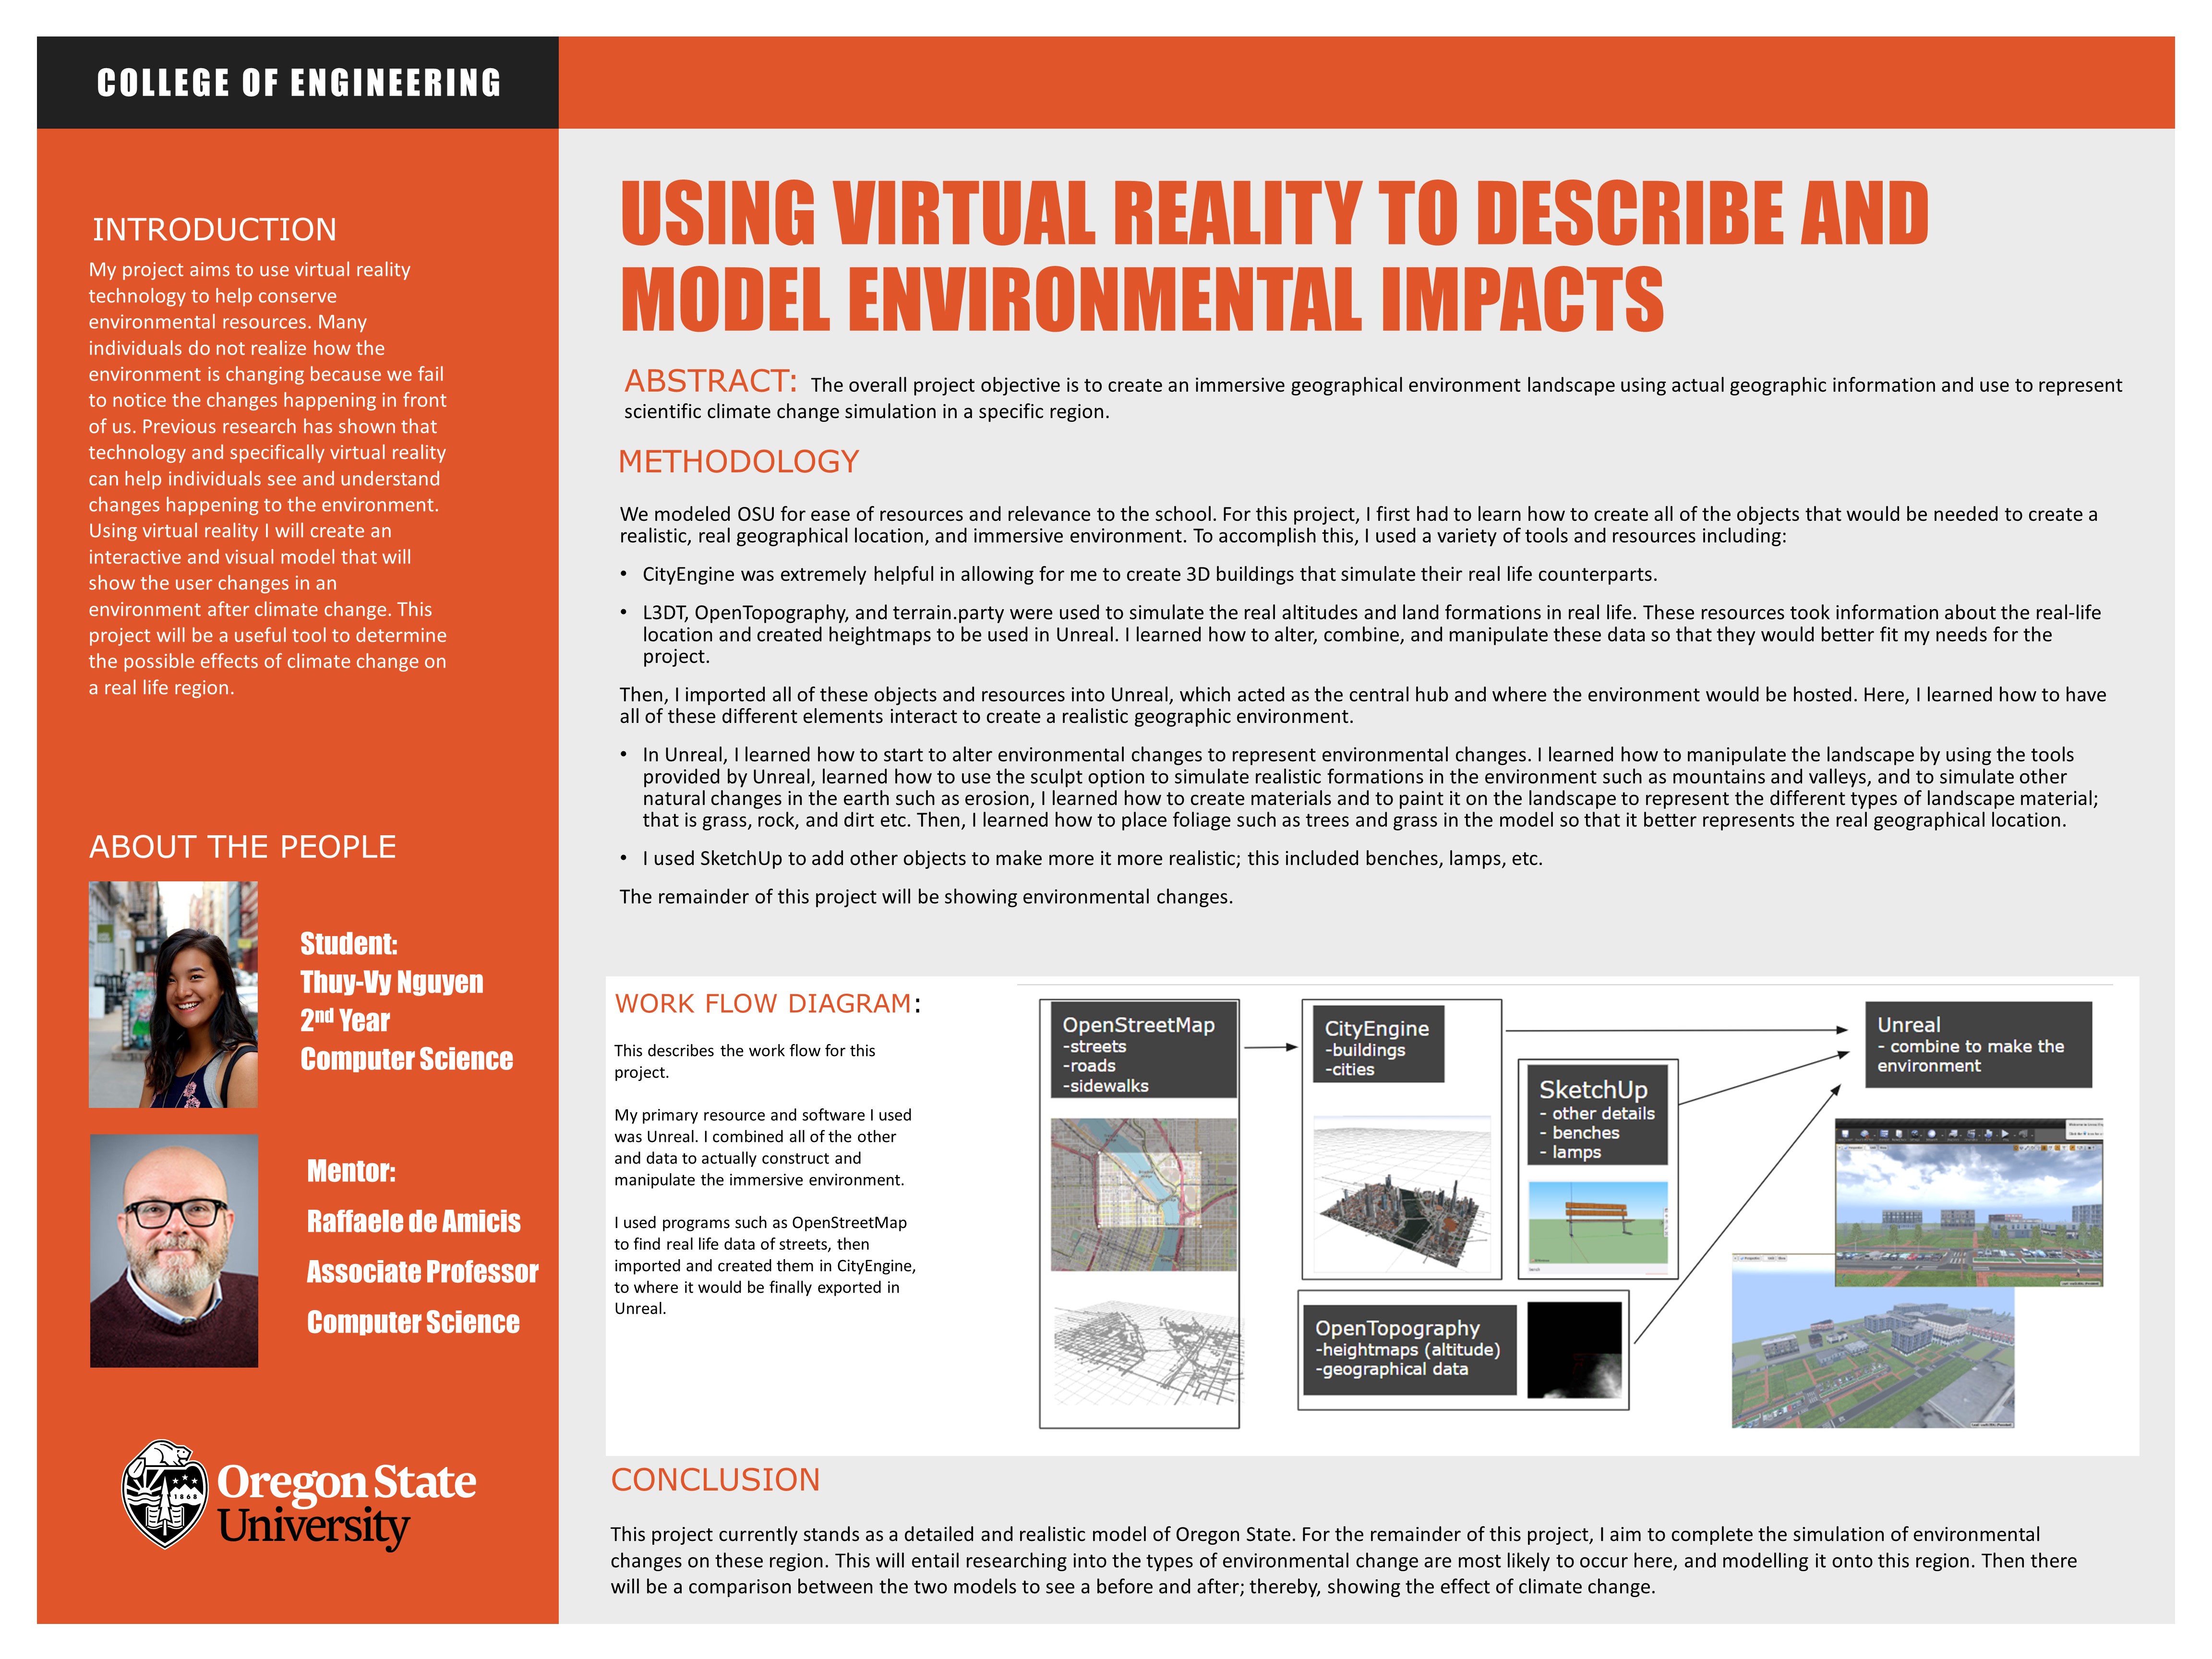 COLLEGE OF ENGINEERING
INTRODUCTION
My project aims to use virtual reality
technology to help conserve
environmental resources. Many
individuals do not realize how the
environment is changing because we fail
to notice the changes happening in front
of us. Previous research has shown that
technology and specifically virtual reality
can help individuals see and understand
changes happening to the environment.
Using virtual reality I will create an
interactive and visual model that will
show the user changes in an
environment after climate change. This
project will be a useful tool to determine
the possible effects of climate change on
a real life region.
ABOUT THE PEOPLE
Student:
Thuy-Vy Nguyen
2nd Year
Computer Science
Mentor:
Raffaele de Amicis
Associate Professor
Computer Science
1868
Oregon State
University
USING VIRTUAL REALITY TO DESCRIBE AND
MODEL ENVIRONMENTAL IMPACTS
ABSTRACT: The overall project objective is to create an immersive geographical environment landscape using actual geographic information and use to represent
scientific climate change simulation in a specific region.
METHODOLOGY
We modeled OSU for ease of resources and relevance to the school. For this project, I first had to learn how to create all of the objects that would be needed to create a
realistic, real geographical location, and immersive environment. To accomplish this, I used a variety of tools and resources including:
• CityEngine was extremely helpful in allowing for me to create 3D buildings that simulate their real life counterparts.
• L3DT, OpenTopography, and terrain.party were used to simulate the real altitudes and land formations in real life. These resources took information about the real-life
location and created heightmaps to be used in Unreal. I learned how to alter, combine, and manipulate these data so that they would better fit my needs for the
project.
Then, I imported all of these objects and resources into Unreal, which acted as the central hub and where the environment would be hosted. Here, I learned how to have
all of these different elements interact to create a realistic geographic environment.
• In Unreal, I learned how to start to alter environmental changes to represent environmental changes. I learned how to manipulate the landscape by using the tools
provided by Unreal, learned how to use the sculpt option to simulate realistic formations in the environment such as mountains and valleys, and to simulate other
natural changes in the earth such as erosion, I learned how to create materials and to paint it on the landscape to represent the different types of landscape material;
that is grass, rock, and dirt etc. Then, I learned how to place foliage such as trees and grass in the model so that it better represents the real geographical location.
• I used SketchUp to add other objects to make more it more realistic; this included benches, lamps, etc.
The remainder of this project will be showing environmental changes.
WORK FLOW DIAGRAM:
This describes the work flow for this
project.
My primary resource and software I used
was Unreal. I combined all of the other
and data to actually construct and
manipulate the immersive environment.
I used programs such as OpenStreetMap
to find real life data of streets, then
imported and created them in CityEngine,
to where it would be finally exported in
Unreal.
OpenStreetMap
-streets
-roads
-sidewalks
CityEngine
-buildings
-cities
SketchUp
- other details
- benches
- lamps
OpenTopography
-heightmaps (altitude)
-geographical data
Unreal
- combine to make the
environment
CONCLUSION
This project currently stands as a detailed and realistic model of Oregon State. For the remainder of this project, I aim to complete the simulation of environmental
changes on these region. This will entail researching into the types of environmental change are most likely to occur here, and modelling it onto this region. Then there
will be a comparison between the two models to see a before and after; thereby, showing the effect of climate change.